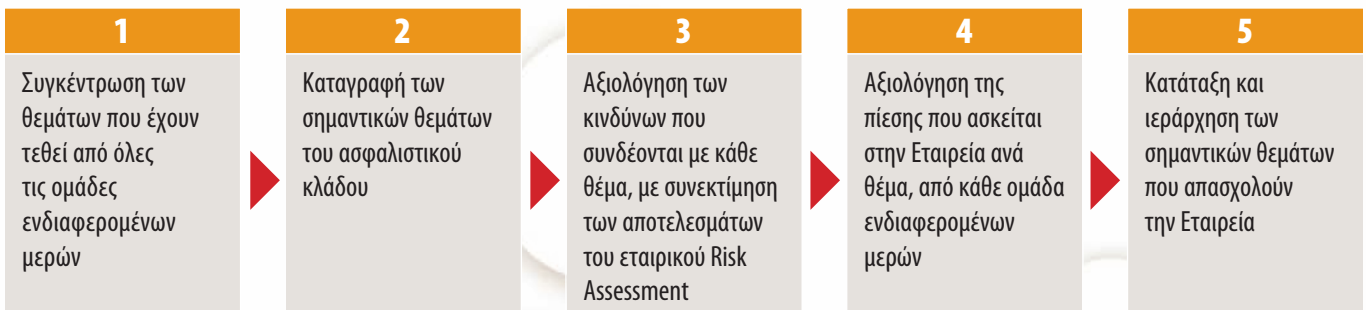 1
Συγκέντρωση των
θεμάτων που έχουν
τεθεί από όλες
τις ομάδες
ενδιαφερομένων
μερών
2
Καταγραφή των
σημαντικών θεμάτων
του ασφαλιστικού
κλάδου
3
Αξιολόγηση των
κινδύνων που
συνδέονται με κάθε
θέμα, με συνεκτίμηση
των αποτελεσμάτων
του εταιρικού Risk
Assessment
4
Αξιολόγηση της
πίεσης που ασκείται
στην Εταιρεία ανά
θέμα, από κάθε ομάδα
ενδιαφερομένων
μερών
5
Κατάταξη και
ιεράρχηση των
σημαντικών θεμάτων
που απασχολούν
την Εταιρεία